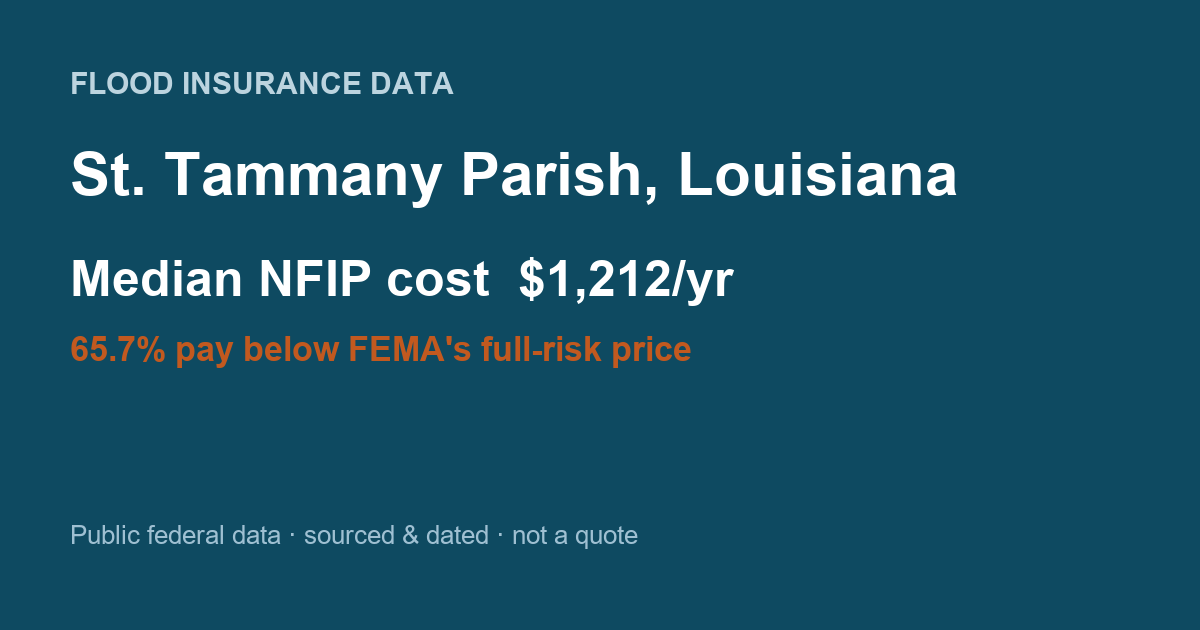 FLOOD INSURANCE DATA
St. Tammany Parish, Louisiana
Median NFIP cost  $1,212/yr
65.7% pay below FEMA's full-risk price
Public federal data · sourced & dated · not a quote